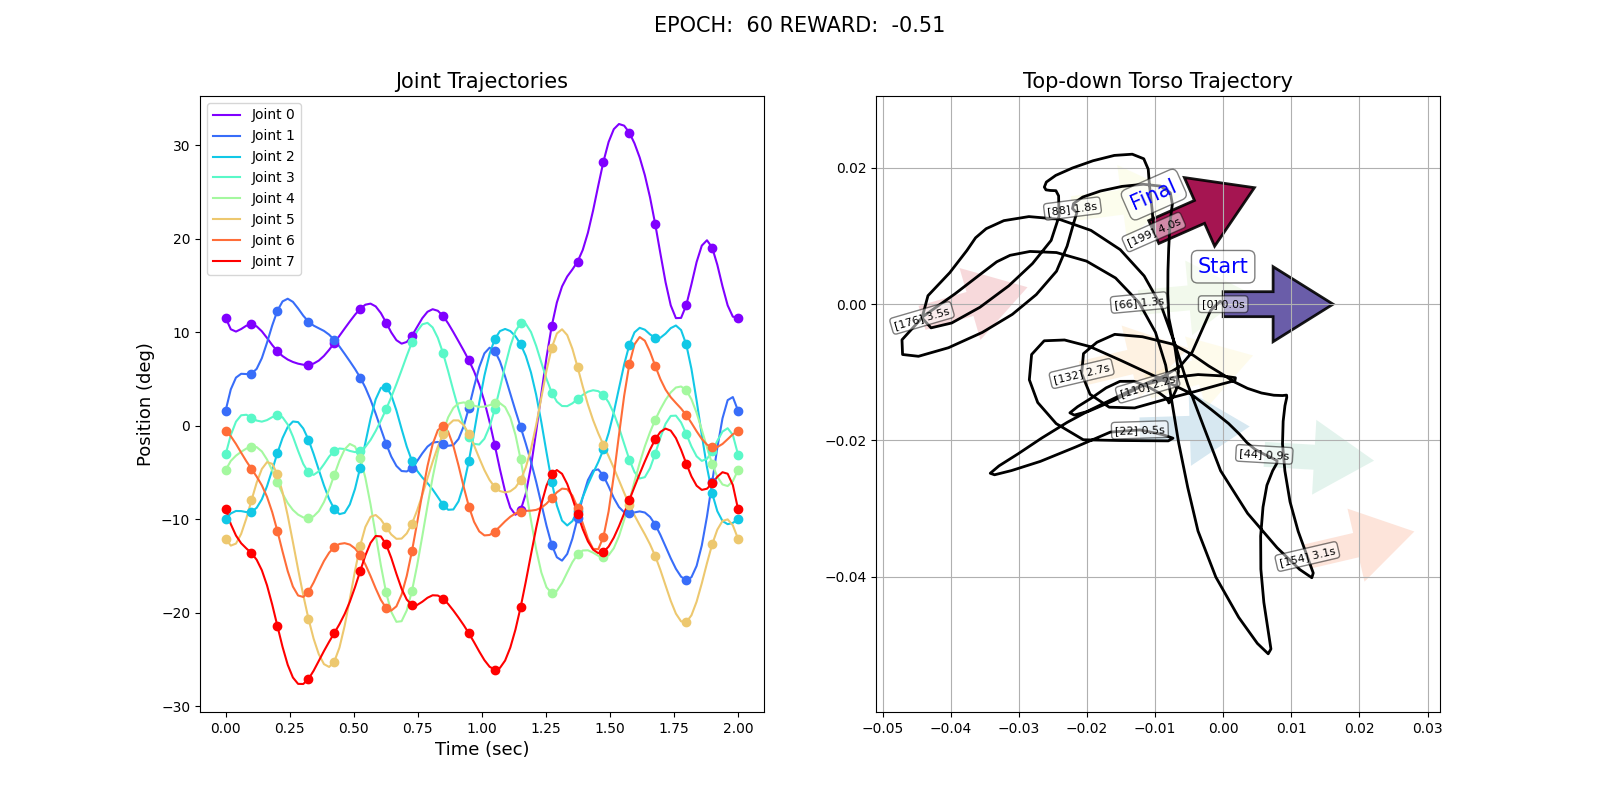 EPOCH:  60 REWARD:  -0.51
Joint Trajectories
Joint 0
Joint 1
Joint 2
Joint 3
Joint 4
Joint 5
Joint 6
Joint 7
30
20
10
0
−10
−20
−30
Position (deg)
0.00 0.25 0.50 0.75 1.00 1.25 1.50 1.75 2.00
Time (sec)
Top-down Torso Trajectory
0.02
0.00
−0.02
−0.04
Final
[88] 1.8s
[199] 4.0s
Start
[66] 1.3s
[0] 0.0s
[176] 3.5s
[132] 2.7s
[110] 2.2s
[22] 0.5s
[44] 0.9s
[154] 3.1s
−0.05 −0.04 −0.03 −0.02 −0.01 0.00 0.01 0.02 0.03